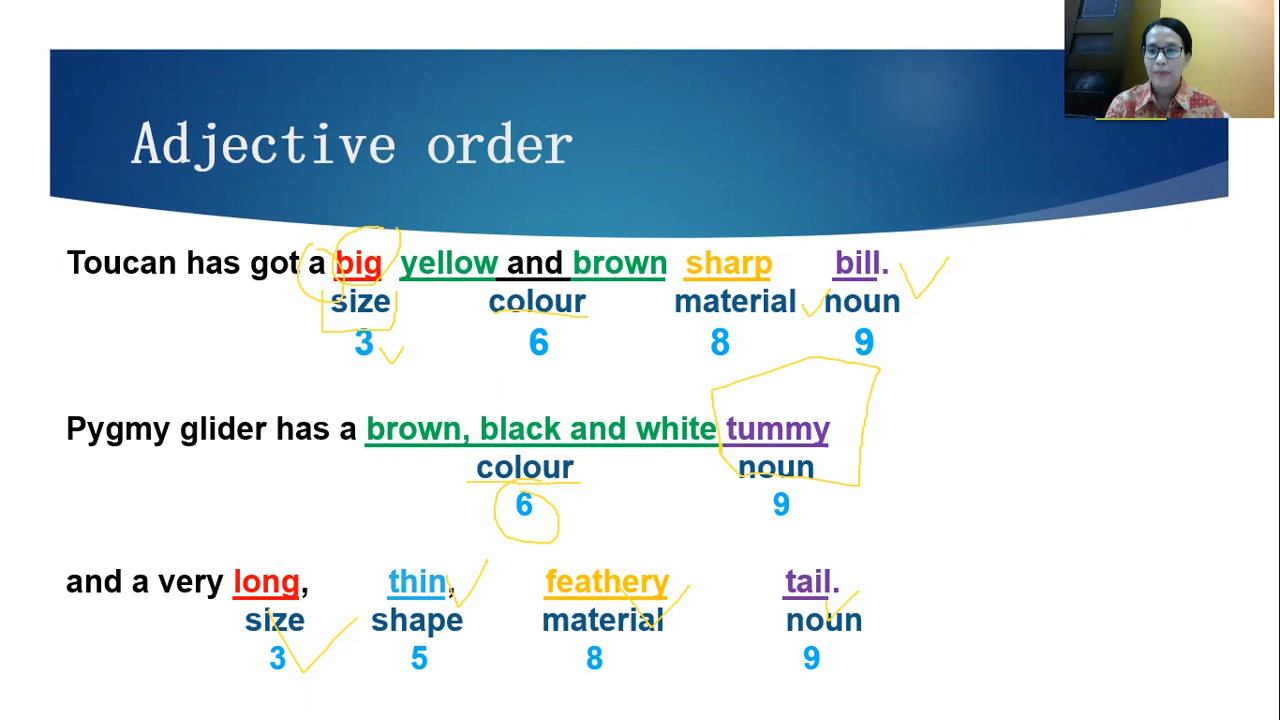 Adjective order
Toucan has got a big yellow and brown sharp bill.
size colour material noun
3 6 8 9
Pygmy glider has a brown, black and white tummy
colour noun
6 9
and a very long, thin, feathery tail.
size shape material noun
3 5 8 9